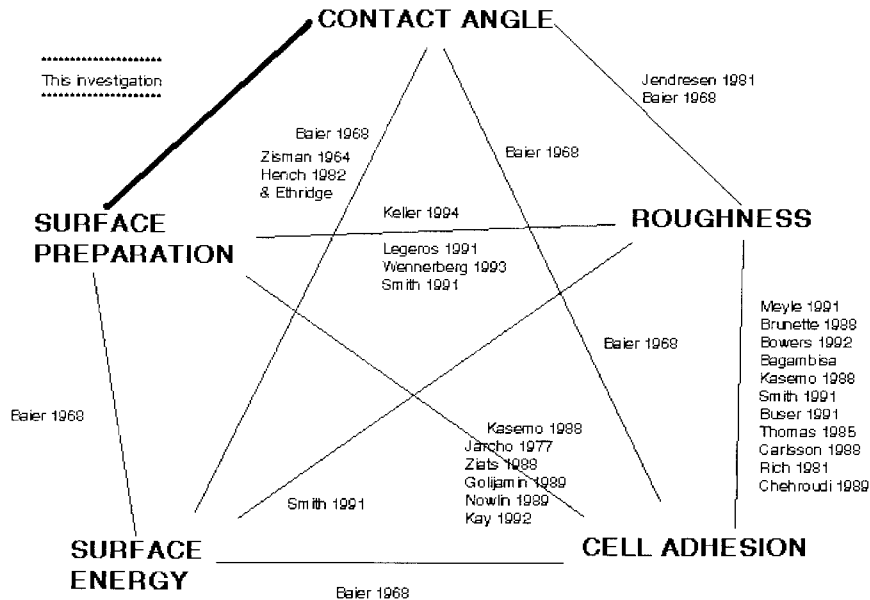 CONTACT ANGLE
This investigation
Jendresen 1981
Baier 1968
Baier 1968
Zisman 1964
Hench 1982
& Ethridge
Baier 1968
Keller 1994
SURFACE
PREPARATION
ROUGHNESS
Legeros 1991
Wennerberg 1993
Smith 1991
Meyle 1991
Brunette 1988
Bowers 1992
Bagambisa
Kasemo 1988
Smith 1991
Buser 1991
Thomas 1985
Carlsson 1988
Rich 1981
Chehroudi 1989
Baier 1968
Baier 1968
Kasemo 1988
Jarcho 1977
Ziats 1988
Golijamin 1989
Nowlin 1989
Kay 1992
Smith 1991
SURFACE
ENERGY
CELL ADHESION
Baier 1968